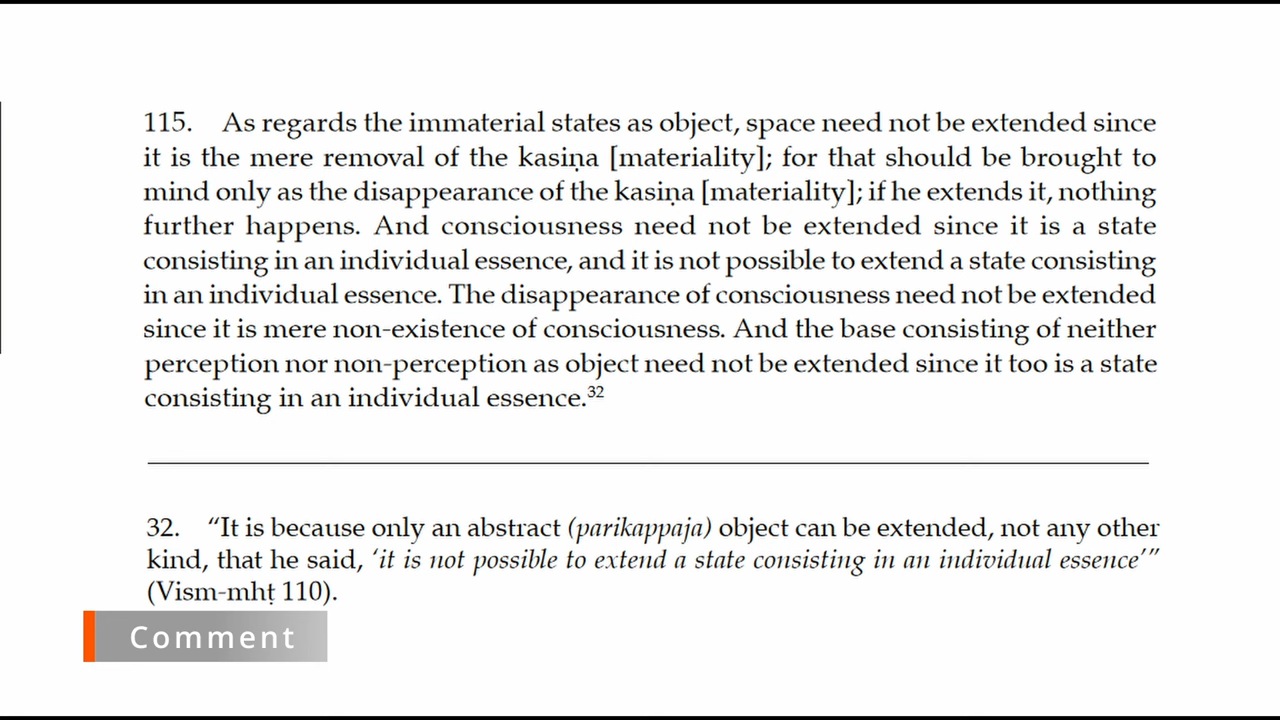 115. As regards the immaterial states as object, space need not be extended since
it is the mere removal of the kasiṇa [materiality]; for that should be brought to
mind only as the disappearance of the kasiṇa [materiality]; if he extends it, nothing
further happens. And consciousness need not be extended since it is a state
consisting in an individual essence, and it is not possible to extend a state consisting
in an individual essence. The disappearance of consciousness need not be extended
since it is mere non-existence of consciousness. And the base consisting of neither
perception nor non-perception as object need not be extended since it too is a state
consisting in an individual essence.³²
32. “It is because only an abstract (parikappaja) object can be extended, not any other
kind, that he said, ‘it is not possible to extend a state consisting in an individual essence’”
(Vism-mhṭ 110).
Comment